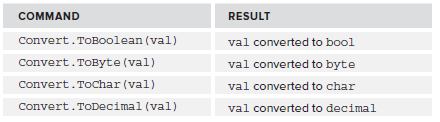 COMMAND RESULT
Convert.ToBoolean(val) val converted to bool
Convert.ToByte(val) val converted to byte
Convert.ToChar(val) val converted to char
Convert.ToDecimal(val) val converted to decimal